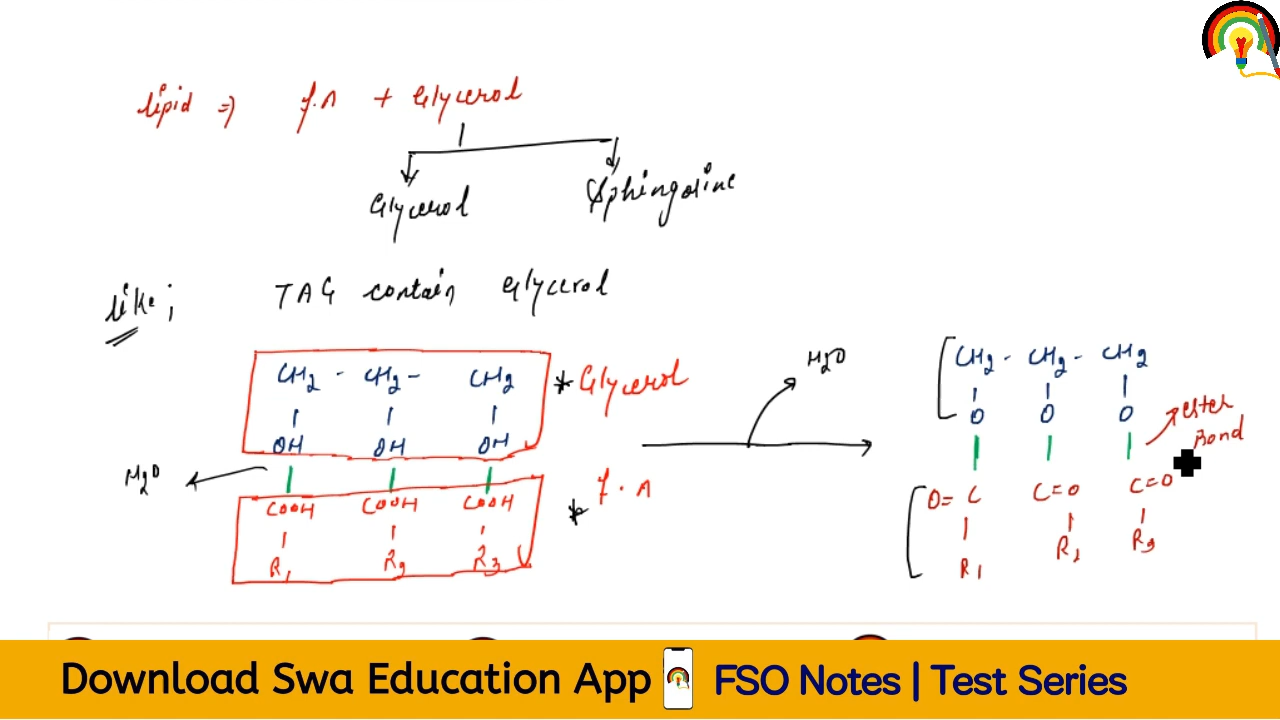 lipid ⇒ f.A + Glycerol
Glycerol Sphingosine
like; TAG contain Glycerol
CH2 - CH2 - CH2 * Glycerol
OH OH OH
H2O
COOH COOH COOH * F.A
R1 R2 R3
H2O
CH2 - CH2 - CH2
O O O
ester Bond
O=C C=O C=O
R1 R2 R3
Download Swa Education App FSO Notes | Test Series